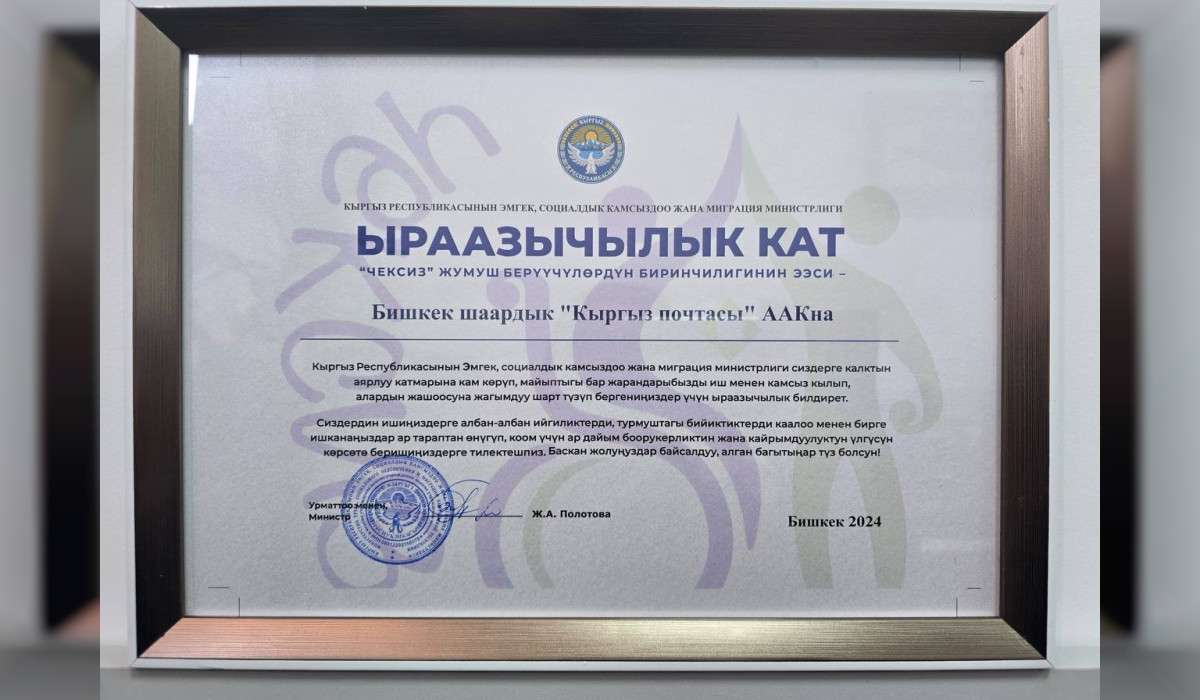 КЫРГЫЗ РЕСПУБЛИКАСЫ
КЫРГЫЗ РЕСПУБЛИКАСЫНЫН ЭМГЕК, СОЦИАЛДЫК КАМСЫЗДОО ЖАНА МИГРАЦИЯ МИНИСТРЛИГИ
ЫРААЗЫЧЫЛЫК КАТ
“ЧЕКСИЗ” ЖУМУШ БЕРҮҮЧҮЛӨРДҮН БИРИНЧИЛИГИНИН ЭЭСИ –
Бишкек шаардык "Кыргыз почтасы" ААКна
Кыргыз Республикасынын Эмгек, социалдык камсыздоо жана миграция министрлиги сиздерге калктын
аярлуу катмарына кам көрүп, майыптыгы бар жарандарыбызды иш менен камсыз кылып,
алардын жашоосуна жагымдуу шарт түзүп бергениңиздер үчүн ыраазычылык билдирет.
Сиздердин ишиңиздерге албан-албан ийгиликтерди, турмуштагы бийиктиктерди каалоо менен бирге
ишканаңыздар ар тараптан өнүгүп, коом үчүн ар дайым боорукерликтин жана кайрымдуулуктун үлгүсүн
көрсөтө беришиңиздерге тилектешпиз. Баскан жолуңуздар байсалдуу, алган багытыңар түз болсун!
Урматтоо менен,
Министр
Ж.А. Полотова
Бишкек 2024